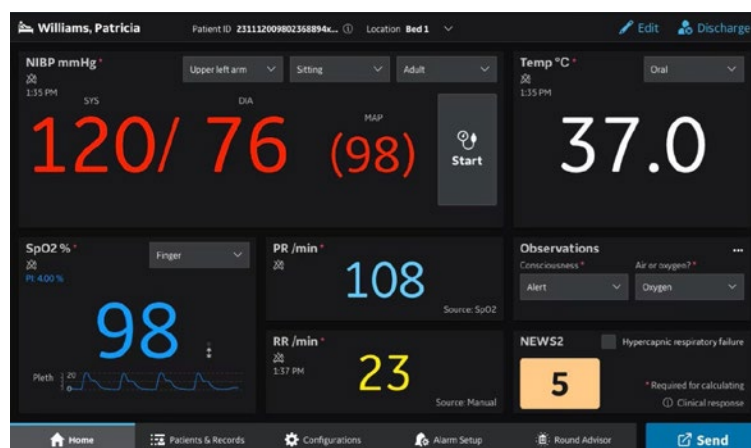 Williams, Patricia
Patient ID 231112009802368894x...
Location Bed 1
Edit
Discharge
NIBP mmHg *
Upper left arm
Sitting
Adult
1:35 PM
SYS
DIA
MAP
120/ 76 (98)
Start
Temp °C *
Oral
1:35 PM
37.0
SpO2 % *
Finger
PI: 4.00 %
98
Pleth
20
0
PR /min *
108
Source: SpO2
RR /min *
1:37 PM
23
Source: Manual
Observations
...
Consciousness *
Air or oxygen? *
Alert
Oxygen
NEWS2
Hypercapnic respiratory failure
5
* Required for calculating
Clinical response
Home
Patients & Records
Configurations
Alarm Setup
Round Advisor
Send